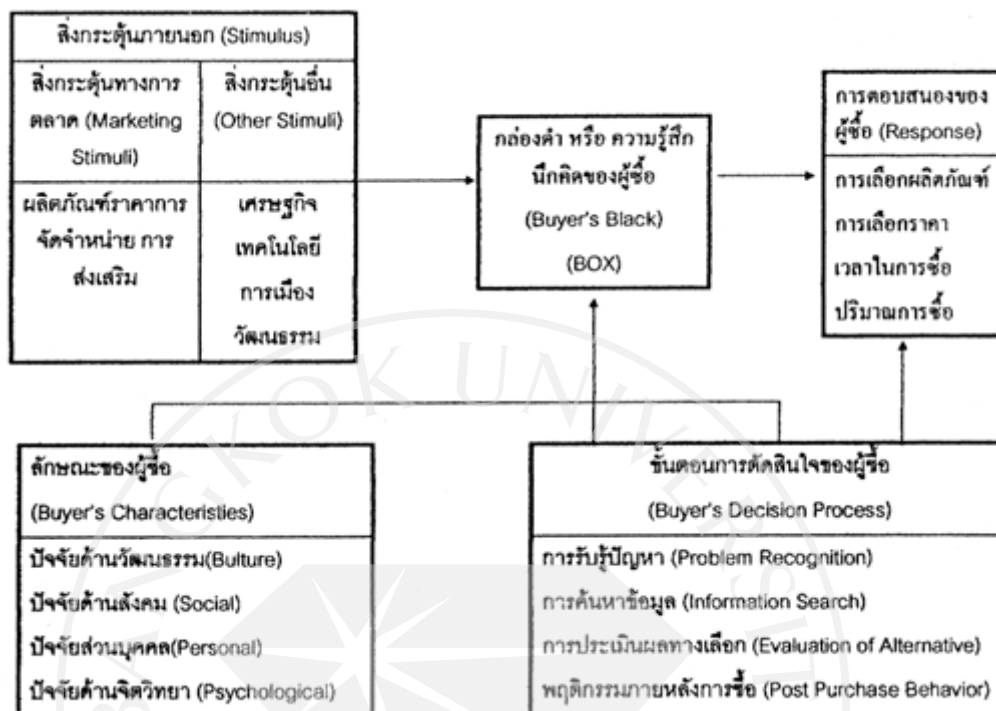 สิ่งกระตุ้นภายนอก (Stimulus)
สิ่งกระตุ้นทางการ
ตลาด (Marketing
Stimuli)
สิ่งกระตุ้นอื่น
(Other Stimuli)
ผลิตภัณฑ์ราคาการ
จัดจำหน่าย การ
ส่งเสริม
เศรษฐกิจ
เทคโนโลยี
การเมือง
วัฒนธรรม
กล่องดำ หรือ ความรู้สึก
นึกคิดของผู้ซื้อ
(Buyer's Black)
(BOX)
การตอบสนองของ
ผู้ซื้อ (Response)
การเลือกผลิตภัณฑ์
การเลือกราคา
เวลาในการซื้อ
ปริมาณการซื้อ
ลักษณะของผู้ซื้อ
(Buyer's Characteristies)
ปัจจัยด้านวัฒนธรรม(Bulture)
ปัจจัยด้านสังคม (Social)
ปัจจัยส่วนบุคคล(Personal)
ปัจจัยด้านจิตวิทยา (Psychological)
ขั้นตอนการตัดสินใจของผู้ซื้อ
(Buyer's Decision Process)
การรับรู้ปัญหา (Problem Recognition)
การค้นหาข้อมูล (Information Search)
การประเมินผลทางเลือก (Evaluation of Alternative)
พฤติกรรมภายหลังการซื้อ (Post Purchase Behavior)
BANGKOK UNIVERSIT